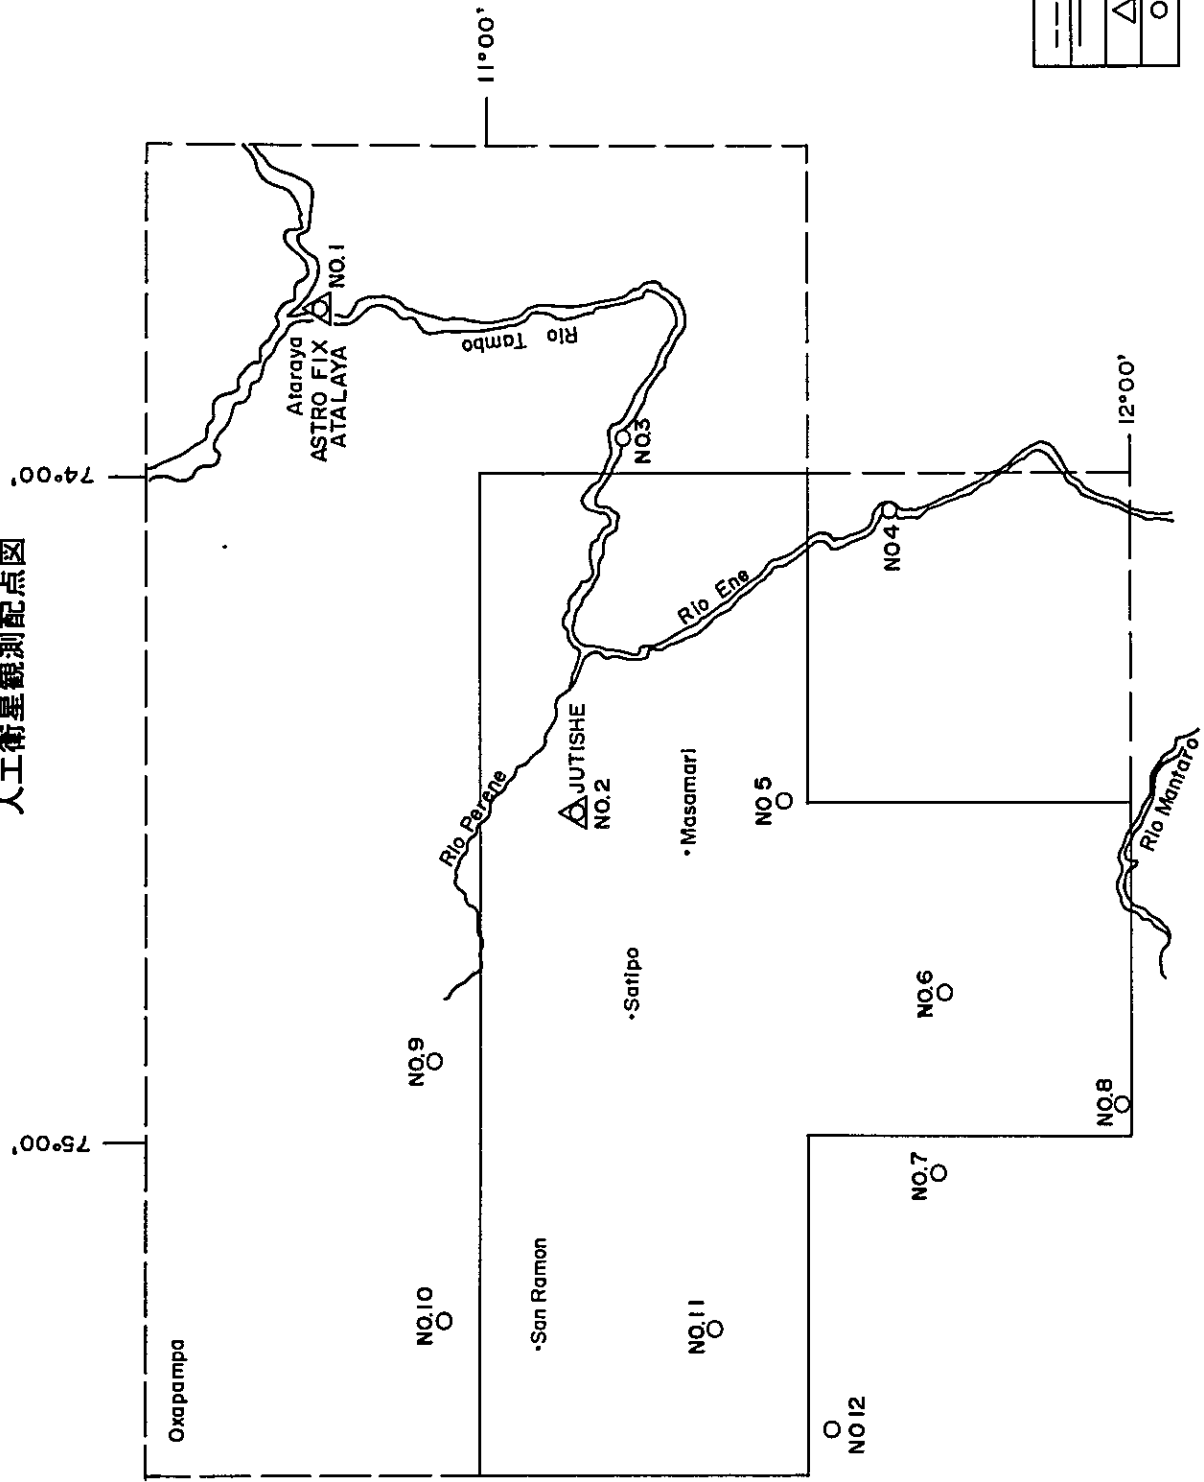 人工衛星観測配点図
75°00'
74°00'
11°00'
12°00'
Oxapampa
Ataraya
ASTRO FIX
ATALAYA
NO.1
Rio Tambo
NO.3
NO.10
NO.9
Rio Perene
JUTISHE
NO.2
San Ramon
Satipo
Masamari
Rio Ene
NO.11
NO 5
NO4
NO 12
NO.7
NO.6
NO.8
Rio Mantaro